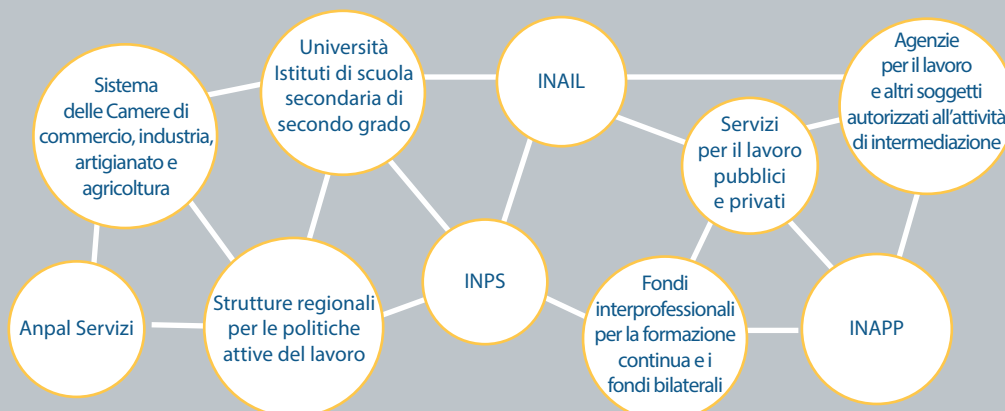 Sistema
delle Camere di
commercio, industria,
artigianato e
agricoltura
Università
Istituti di scuola
secondaria di
secondo grado
INAIL
Servizi
per il lavoro
pubblici
e privati
Agenzie
per il lavoro
e altri soggetti
autorizzati all'attività
di intermediazione
Anpal Servizi
Strutture regionali
per le politiche
attive del lavoro
INPS
Fondi
interprofessionali
per la formazione
continua e i
fondi bilaterali
INAPP